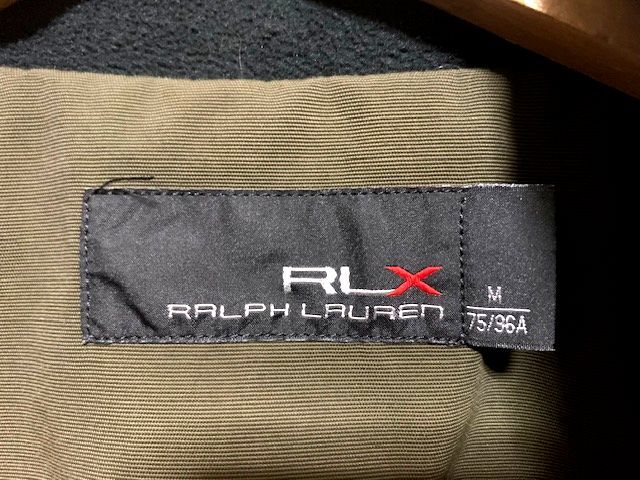 RLX
RALPH LAUREN
M
175/96A